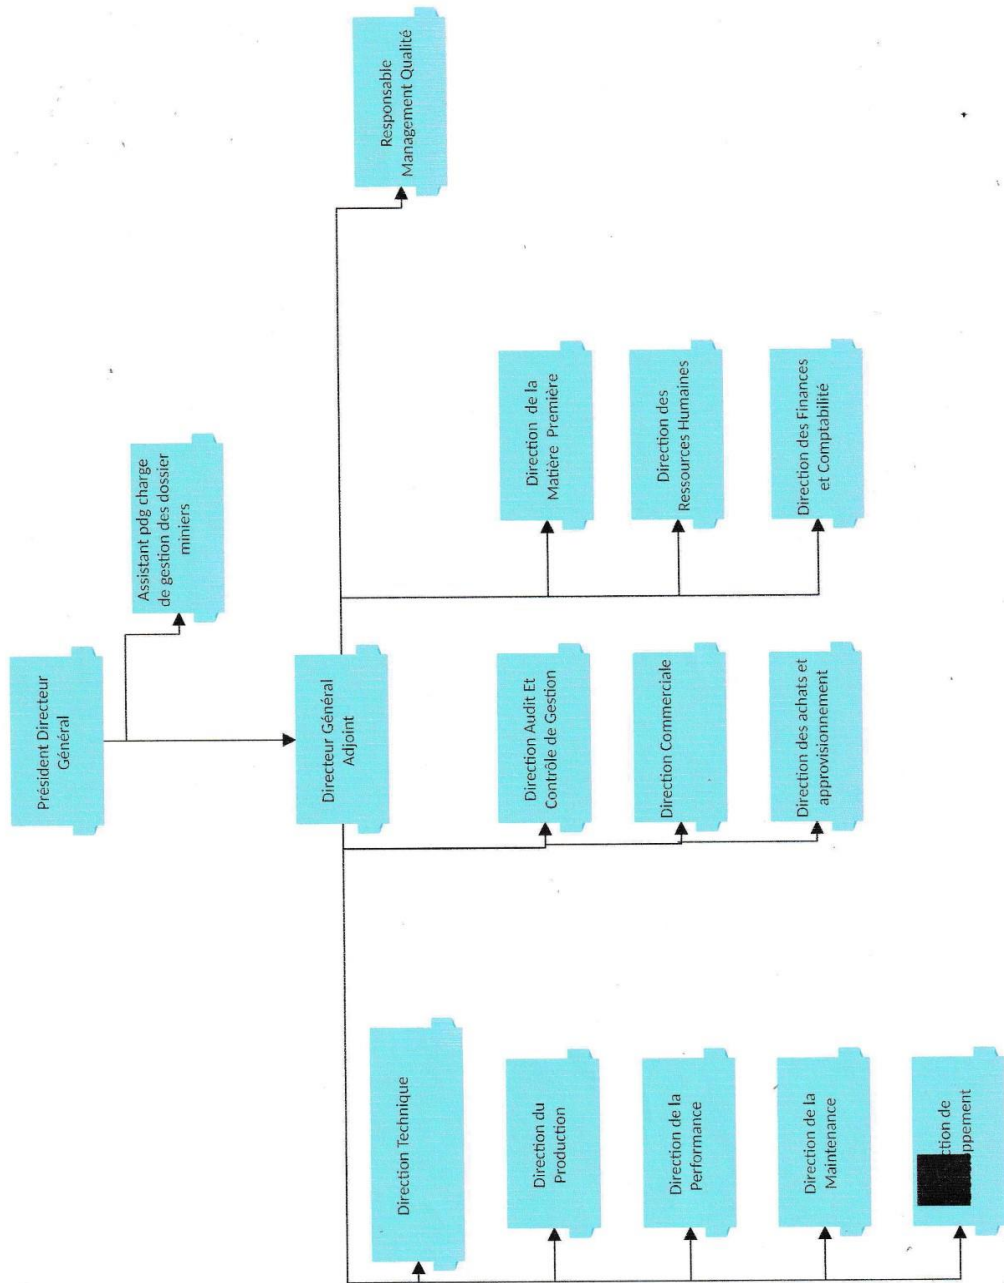 Président Directeur
Général
Assistant pdg charge
de gestion des dossier
miniers
Directeur Général
Adjoint
Responsable
Management Qualité
Direction Technique
Direction du
Production
Direction de la
Performance
Direction de la
Maintenance
ction de
ppement
Direction Audit Et
Contrôle de Gestion
Direction Commerciale
Direction des achats et
approvisionnement
Direction de la
Matière Première
Direction des
Ressources Humaines
Direction des Finances
et Comptabilité